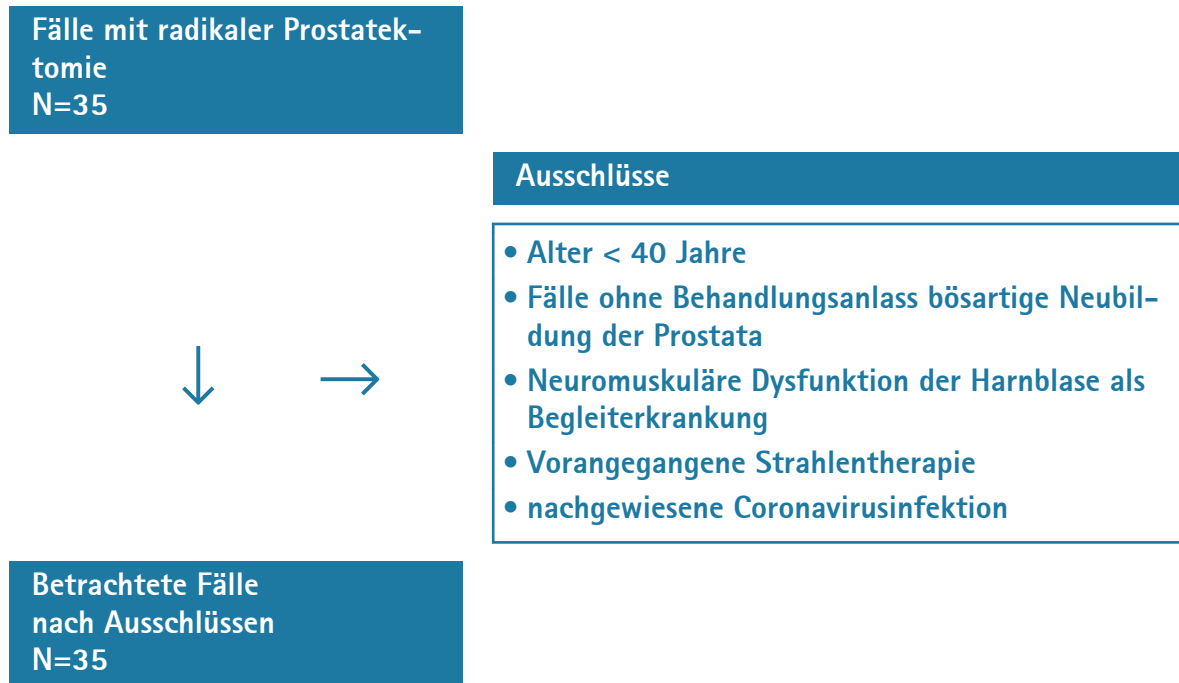 Fälle mit radikaler Prostatek-
tomie
N=35
Ausschlüsse
• Alter < 40 Jahre
• Fälle ohne Behandlungsanlass bösartige Neubil-
dung der Prostata
• Neuromuskuläre Dysfunktion der Harnblase als
Begleiterkrankung
• Vorangegangene Strahlentherapie
• nachgewiesene Coronavirusinfektion
Betrachtete Fälle
nach Ausschlüssen
N=35